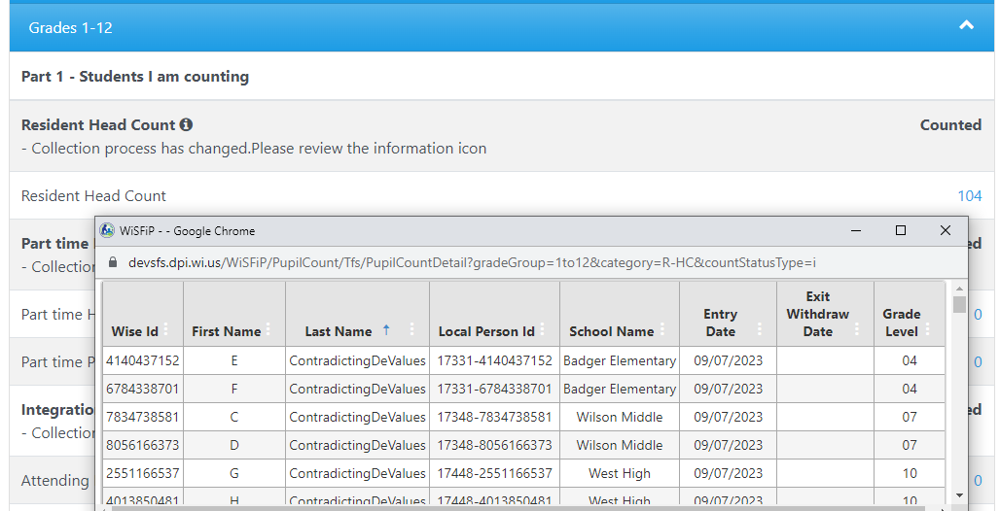 Grades 1-12
Part 1 - Students I am counting
Resident Head Count
Counted
- Collection process has changed.Please review the information icon
Resident Head Count 104
Part time
ed
- Collection
Part time H
0
Part time P
0
Integratio
ed
- Collection
Attending
0
WiSFiP - - Google Chrome
devsfs.dpi.wi.us/WiSFiP/PupilCount/Tfs/PupilCountDetail?gradeGroup=1to12&category=R-HC&countStatusType=i
Wise Id First Name Last Name ↑ Local Person Id School Name Entry Date Exit Withdraw Date Grade Level
4140437152 E ContradictingDeValues 17331-4140437152 Badger Elementary 09/07/2023 04
6784338701 F ContradictingDeValues 17331-6784338701 Badger Elementary 09/07/2023 04
7834738581 C ContradictingDeValues 17348-7834738581 Wilson Middle 09/07/2023 07
8056166373 D ContradictingDeValues 17348-8056166373 Wilson Middle 09/07/2023 07
2551166537 G ContradictingDeValues 17448-2551166537 West High 09/07/2023 10
4013850481 H ContradictingDeValues 17448-4013850481 West High 09/07/2023 10